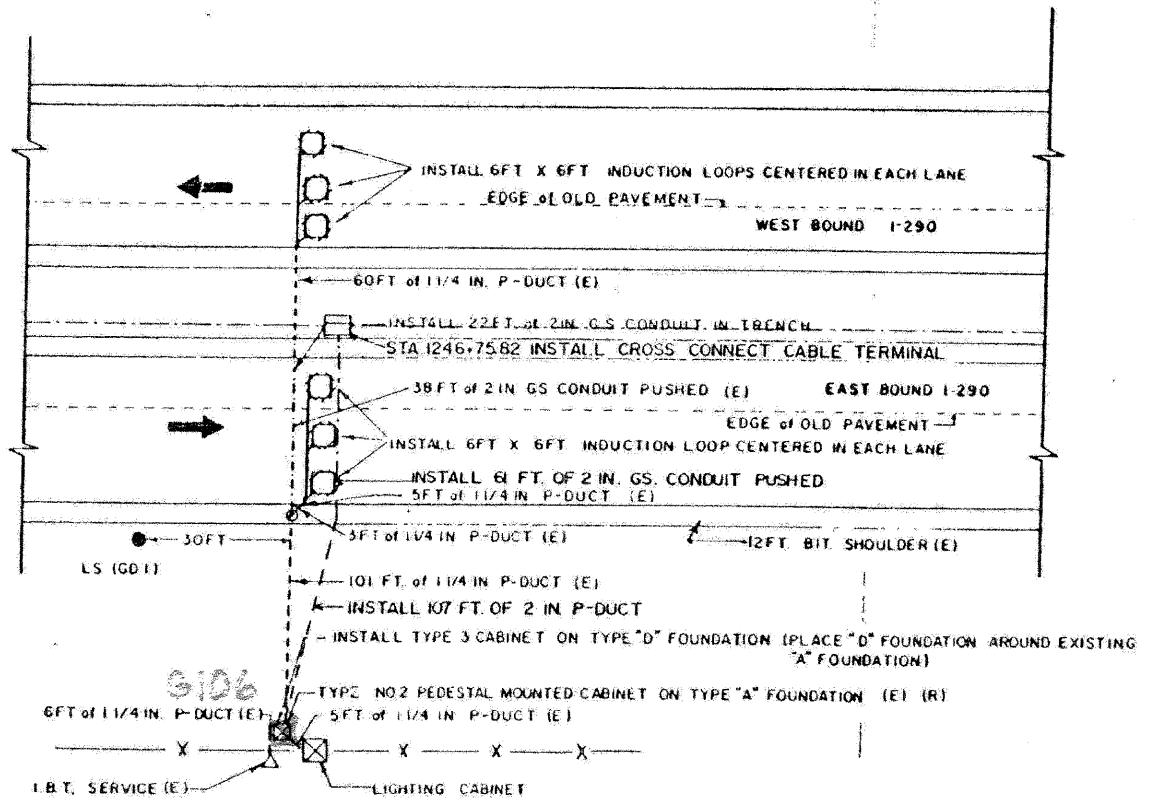 INSTALL 6FT X 6FT INDUCTION LOOPS CENTERED IN EACH LANE
EDGE of OLD PAVEMENT
WEST BOUND 1-290
60FT of 1 1/4 IN. P-DUCT (E)
INSTALL 22FT. of 2IN. G.S. CONDUIT IN TRENCH
STA 1246+75.82 INSTALL CROSS CONNECT CABLE TERMINAL
38FT of 2 IN GS CONDUIT PUSHED (E)
EAST BOUND 1-290
EDGE of OLD PAVEMENT
INSTALL 6FT X 6FT INDUCTION LOOP CENTERED IN EACH LANE
INSTALL 61 FT. OF 2 IN. GS. CONDUIT PUSHED
5FT of 1 1/4 IN P-DUCT (E)
30FT
3FT of 1 1/4 IN P-DUCT (E)
12FT. BIT. SHOULDER (E)
LS (GD1)
101 FT. of 1 1/4 IN P-DUCT (E)
INSTALL 107 FT. OF 2 IN. P-DUCT
INSTALL TYPE 3 CABINET ON TYPE "D" FOUNDATION (PLACE "D" FOUNDATION AROUND EXISTING
"A" FOUNDATION)
TYPE NO.2 PEDESTAL MOUNTED CABINET ON TYPE "A" FOUNDATION (E) (R)
6FT of 1 1/4 IN. P-DUCT (E)
5FT of 1 1/4 IN P-DUCT (E)
X X X X
I.B.T. SERVICE (E)
LIGHTING CABINET